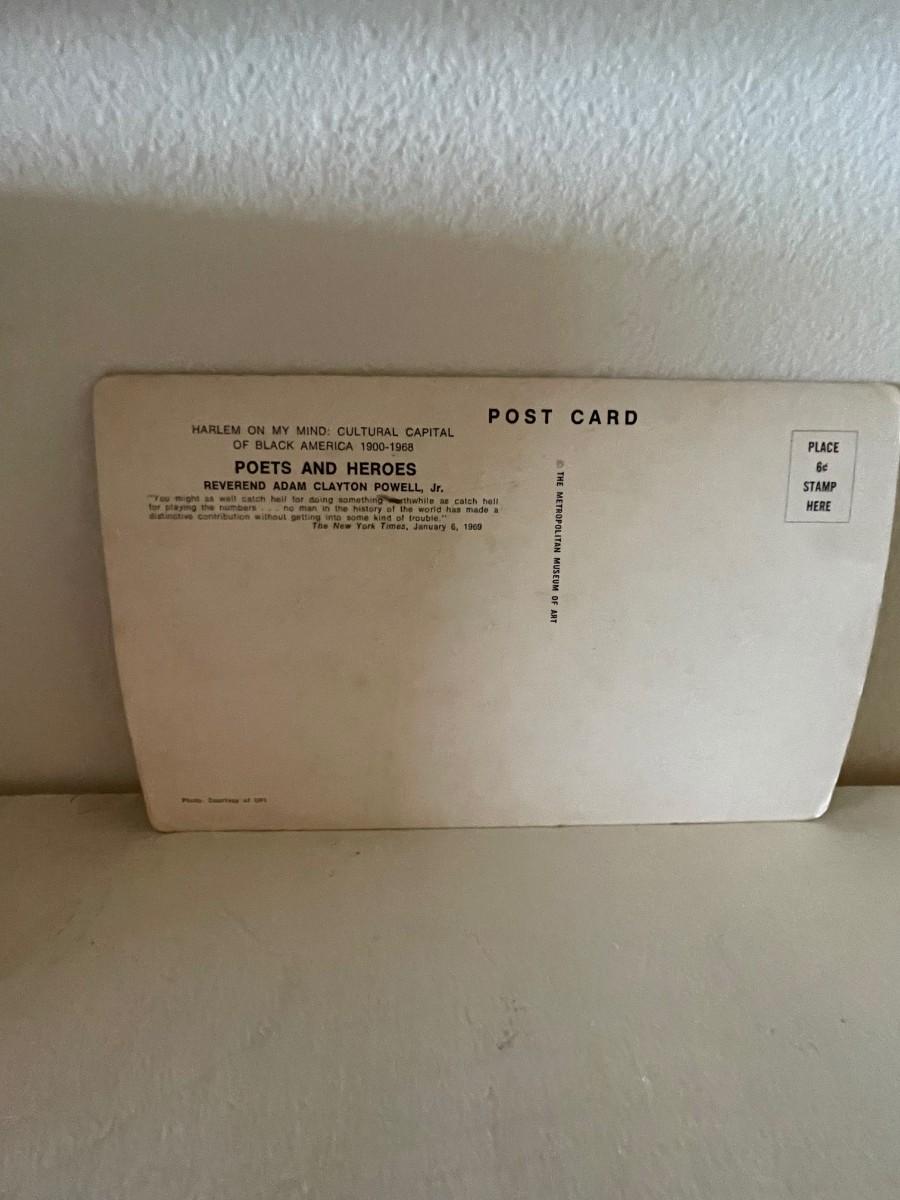 POST CARD
HARLEM ON MY MIND: CULTURAL CAPITAL
OF BLACK AMERICA 1900-1968
POETS AND HEROES
REVEREND ADAM CLAYTON POWELL, Jr.
"You might as well catch hell for doing something as catch hell
for playing the numbers . . . no man in the history of the world has made a
distinctive contribution without getting into some kind of trouble."
The New York Times, January 6, 1969
© THE METROPOLITAN MUSEUM OF ART
PLACE
6¢
STAMP
HERE
Photo: Courtesy of UPI